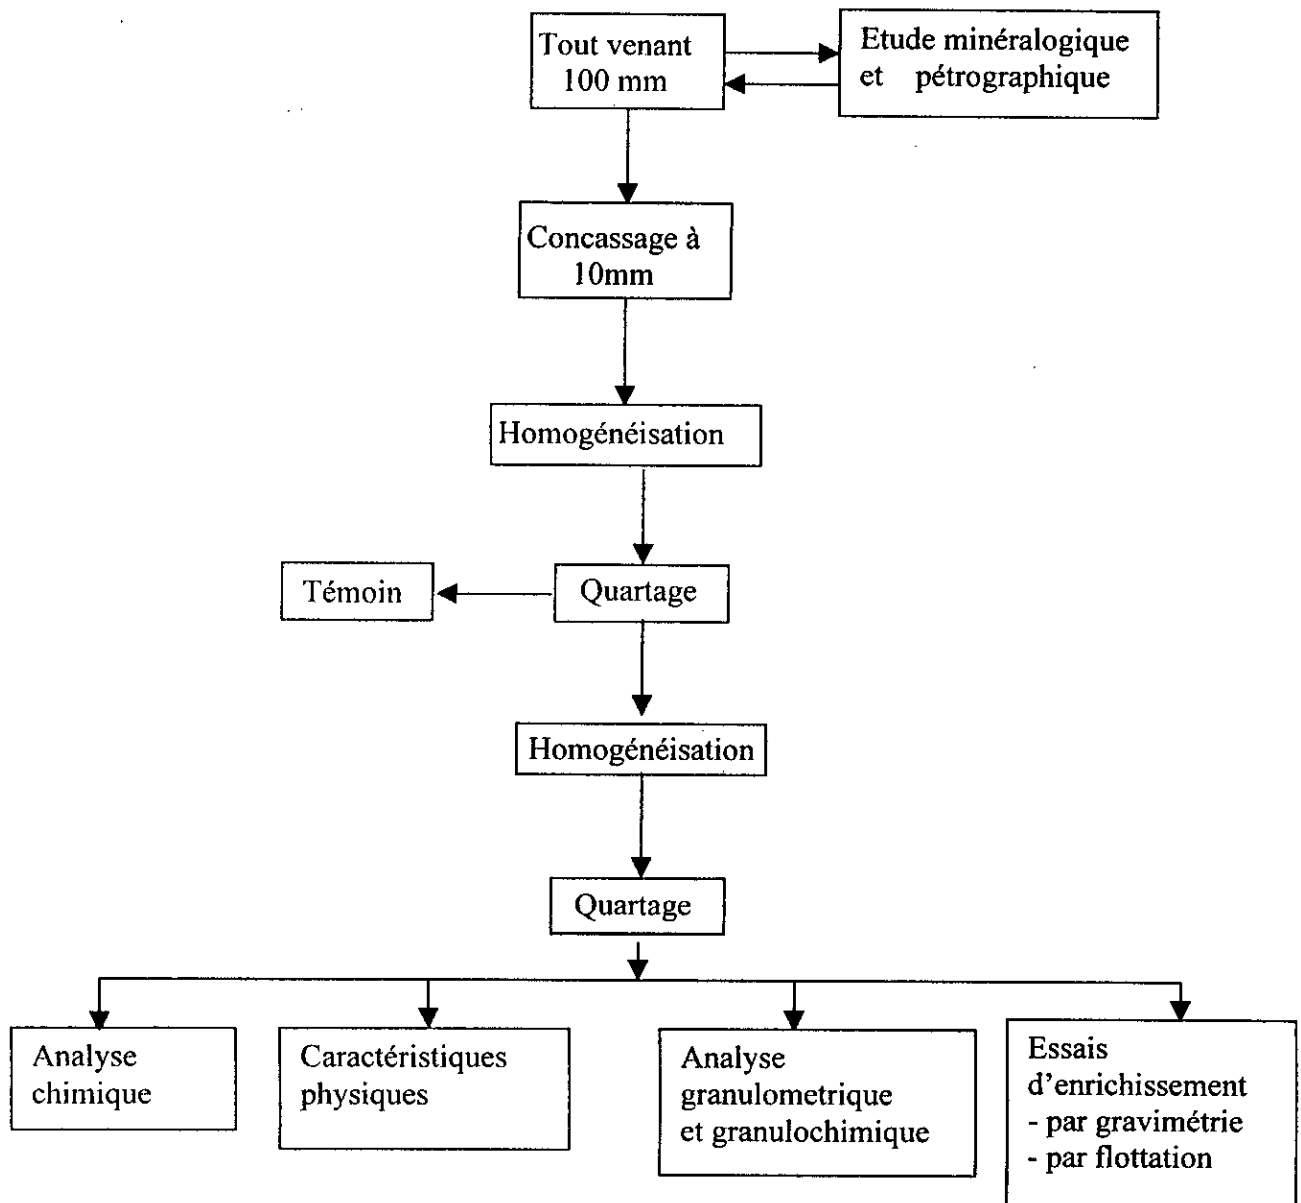 Tout venant
100 mm
Etude minéralogique
et pétrographique
Concassage à
10mm
Homogénéisation
Témoin
Quartage
Homogénéisation
Quartage
Analyse
chimique
Caractéristiques
physiques
Analyse
granulometrique
et granulochimique
Essais
d'enrichissement
- par gravimétrie
- par flottation